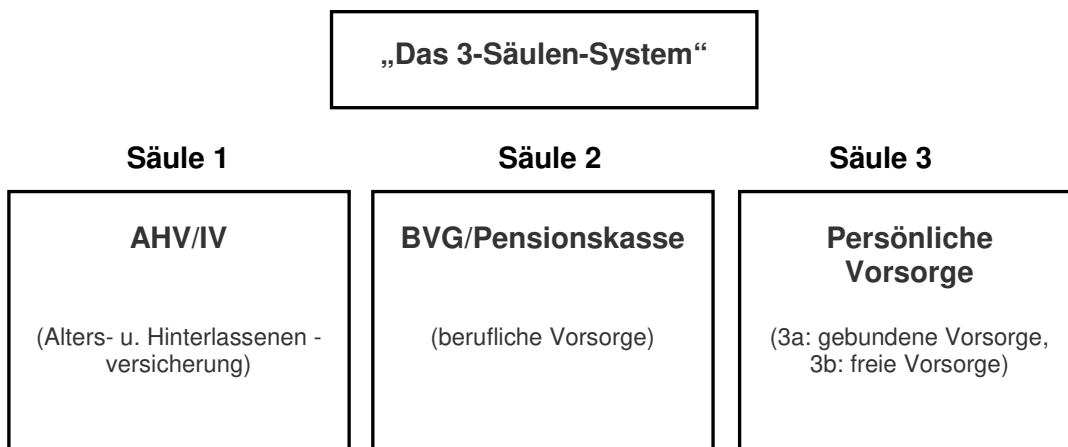 „Das 3-Säulen-System“
Säule 1
Säule 2
Säule 3
AHV/IV
(Alters- u. Hinterlassenen -
versicherung)
BVG/Pensionskasse
(berufliche Vorsorge)
Persönliche
Vorsorge
(3a: gebundene Vorsorge,
3b: freie Vorsorge)